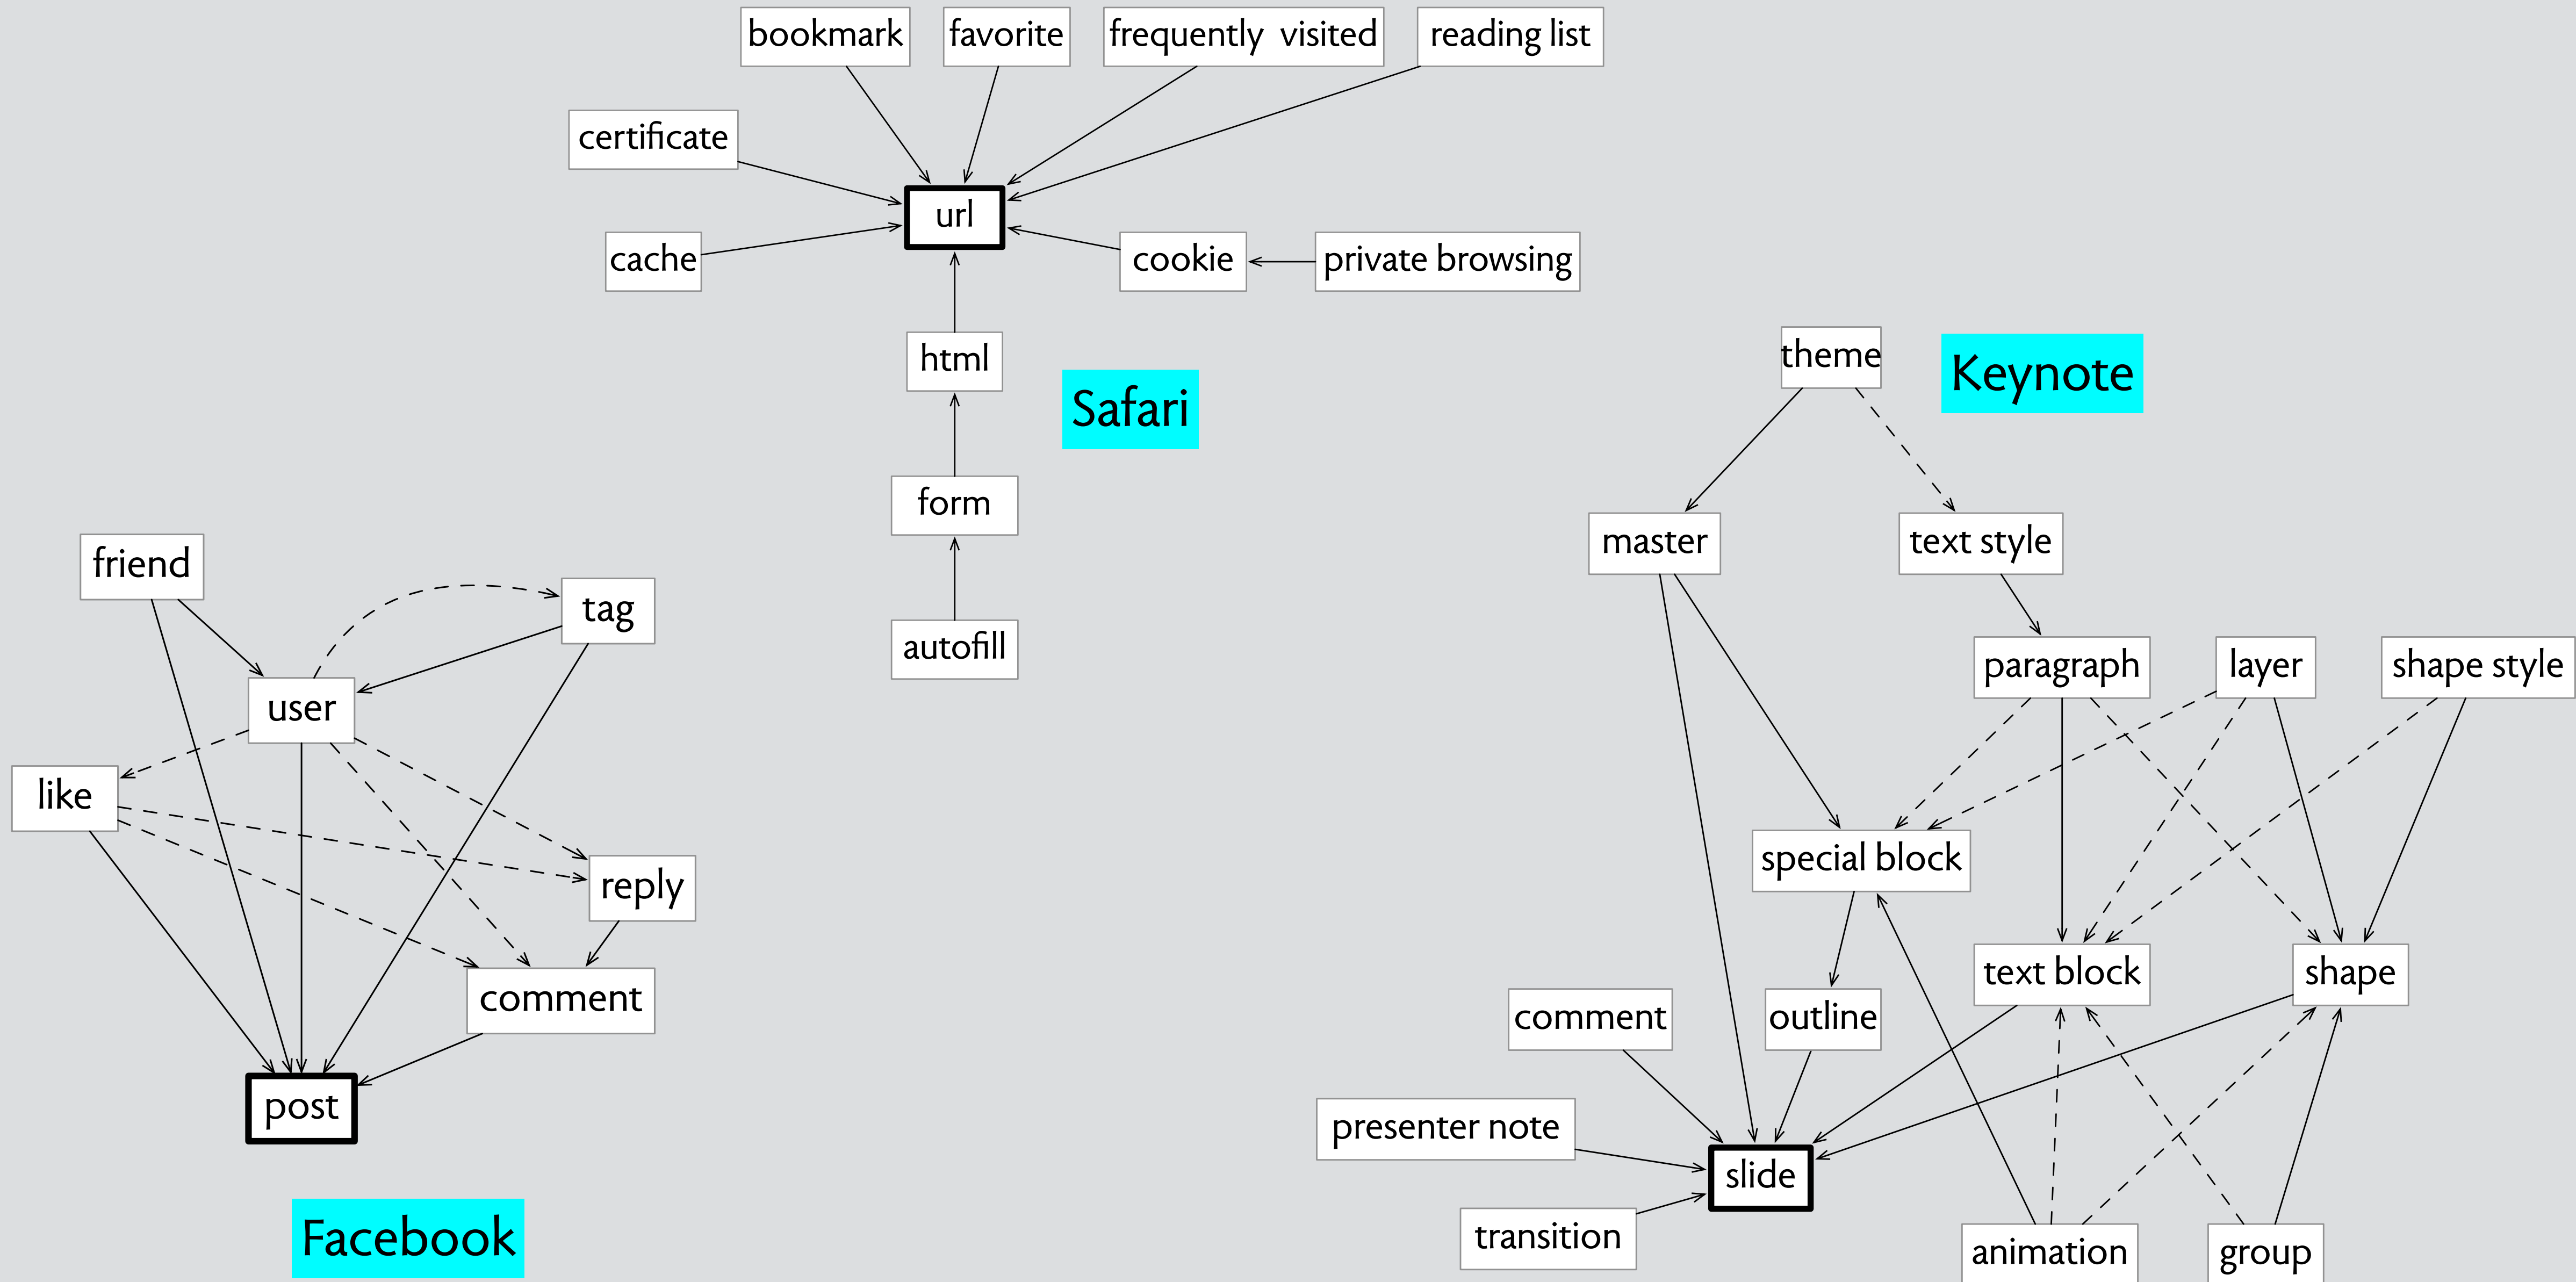 bookmark
favorite
frequently visited
reading list
certificate
url
cache
cookie
private browsing
html
Safari
form
autofill
theme
Keynote
master
text style
paragraph
layer
shape style
special block
text block
shape
comment
outline
presenter note
slide
transition
animation
group
friend
tag
user
like
reply
comment
post
Facebook